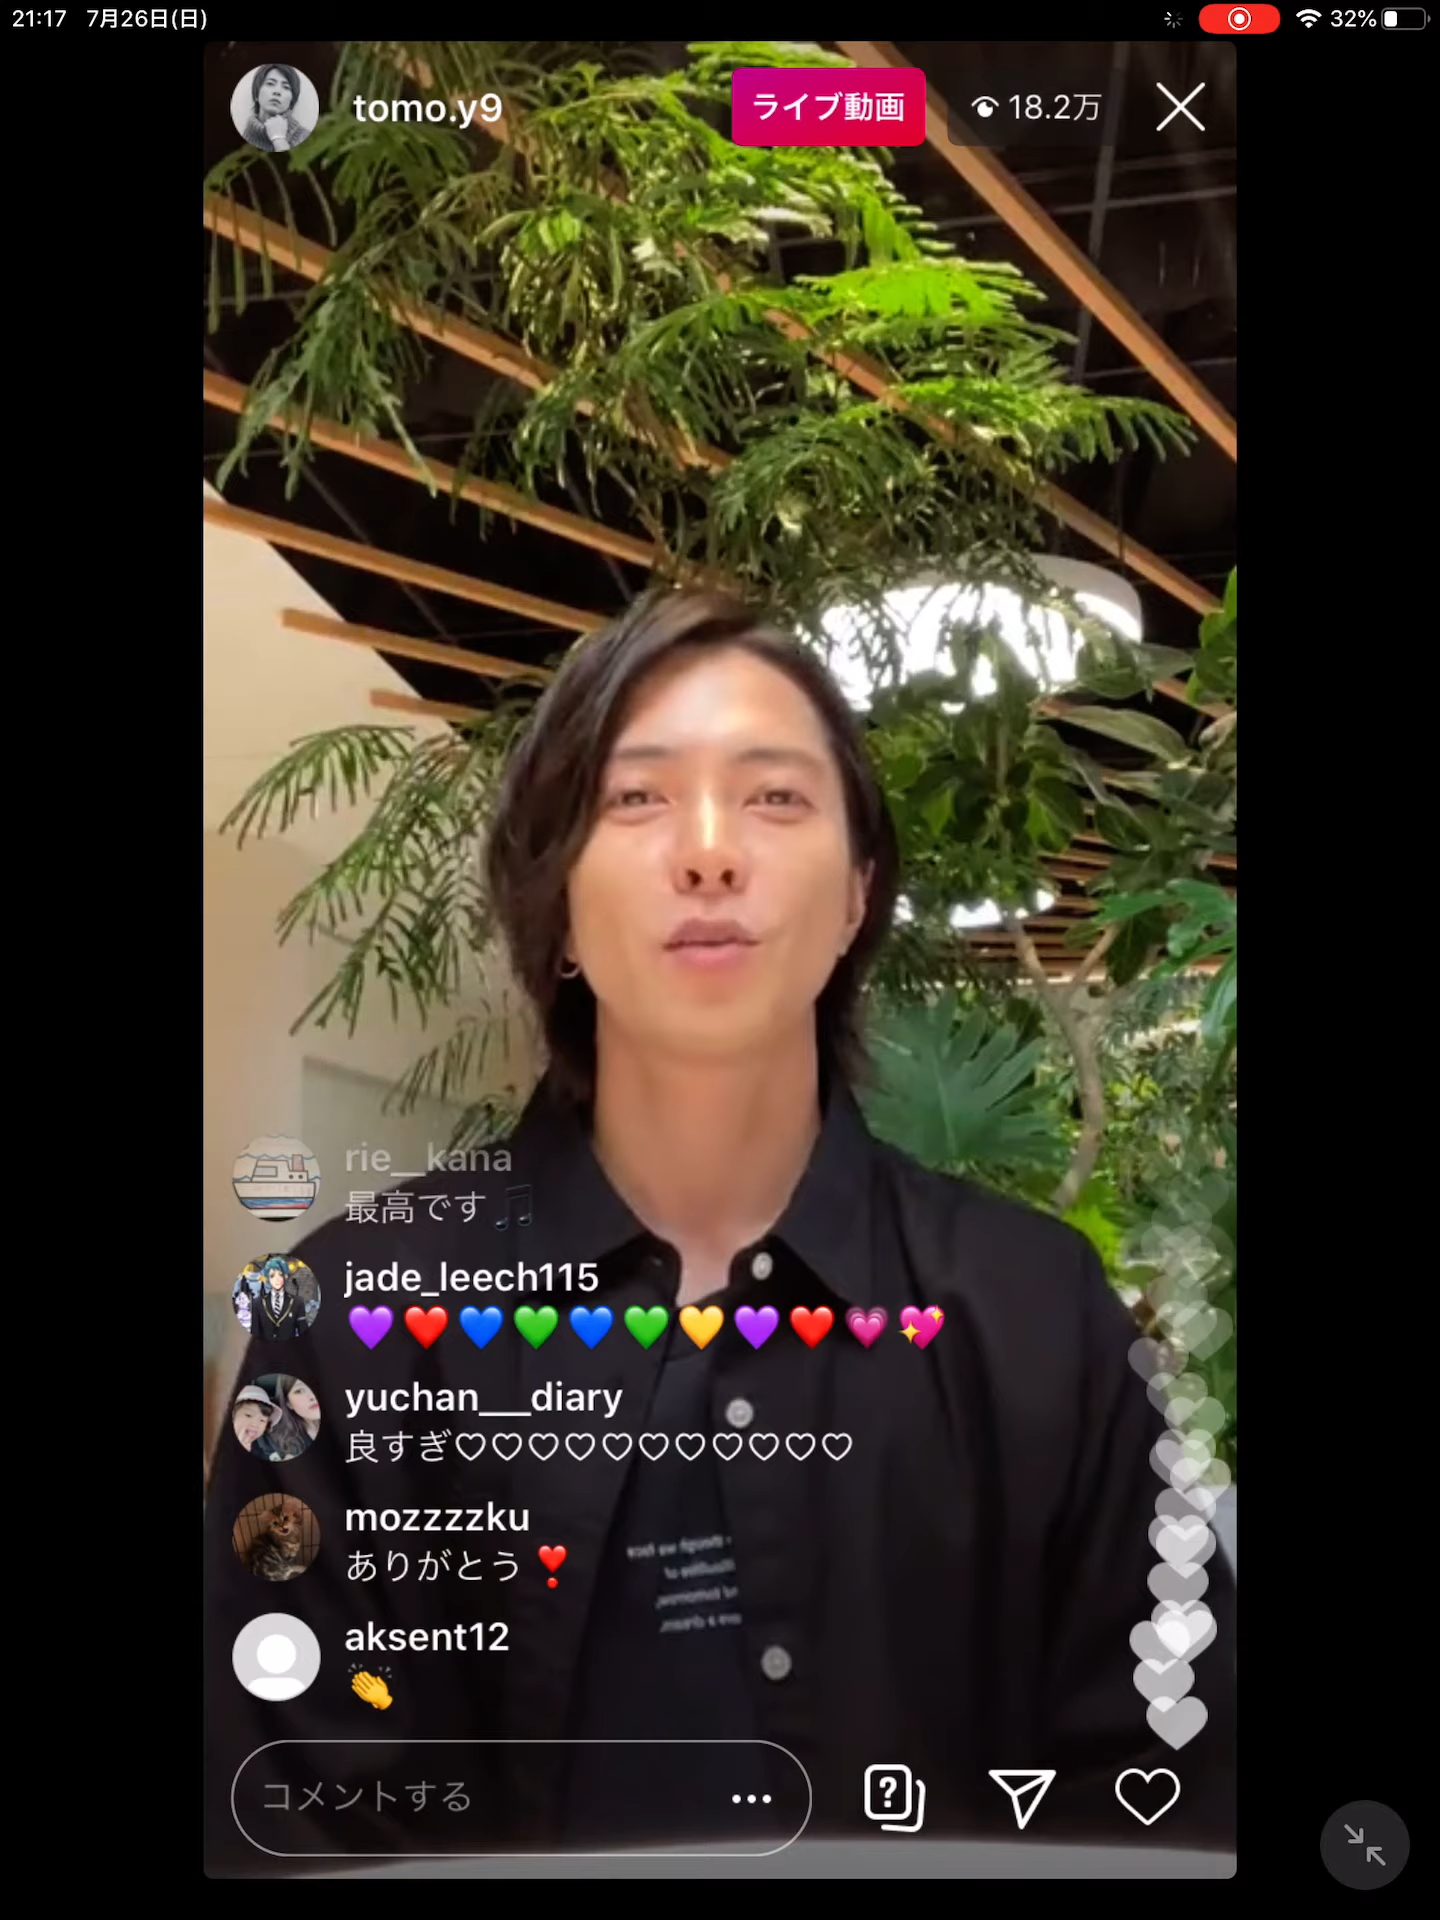 21:17 7月26日(日)
32%
tomo.y9
ライブ動画
18.2万
rie__kana
最高です🎵
jade_leech115
💜❤️💙💚💙💚💛💜❤️💗💖
yuchan___diary
良すぎ♡♡♡♡♡♡♡♡♡♡♡
mozzzzku
ありがとう❣️
aksent12
👏
コメントする